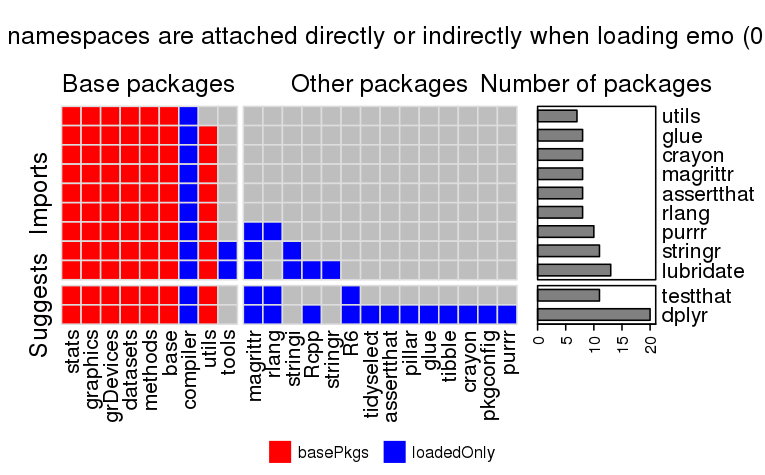 namespaces are attached directly or indirectly when loading emo (0
Base packages
Other packages
Number of packages
Imports
Suggests
utils
glue
crayon
magrittr
assertthat
rlang
purrr
stringr
lubridate
testthat
dplyr
stats
graphics
grDevices
datasets
methods
base
compiler
utils
tools
magrittr
rlang
stringi
Rcpp
stringr
R6
tidyselect
assertthat
pillar
glue
tibble
crayon
pkgconfig
purrr
0
5
10
15
20
basePkgs
loadedOnly